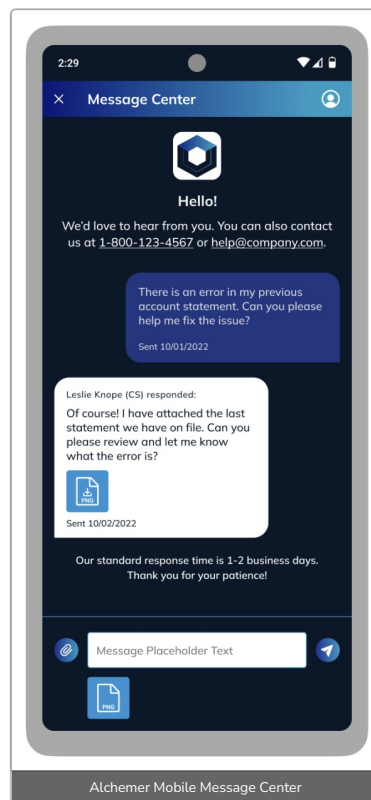 2:29
Message Center
Hello!
We'd love to hear from you. You can also contact
us at 1-800-123-4567 or help@company.com.
There is an error in my previous
account statement. Can you please
help me fix the issue?
Sent 10/01/2022
Leslie Knope (CS) responded:
Of course! I have attached the last
statement we have on file. Can you
please review and let me know
what the error is?
PNG
Sent 10/02/2022
Our standard response time is 1-2 business days.
Thank you for your patience!
Message Placeholder Text
PNG
Alchemer Mobile Message Center